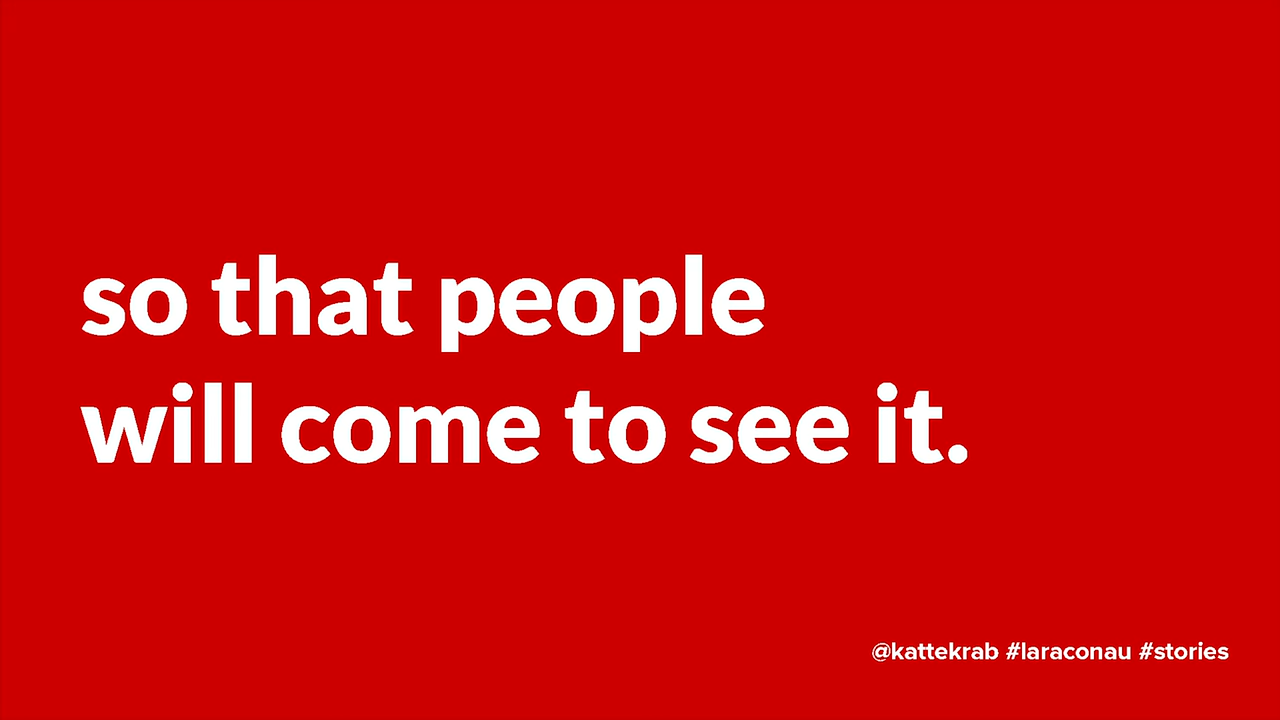 so that people
will come to see it.
@kattekrab #laraconau #stories